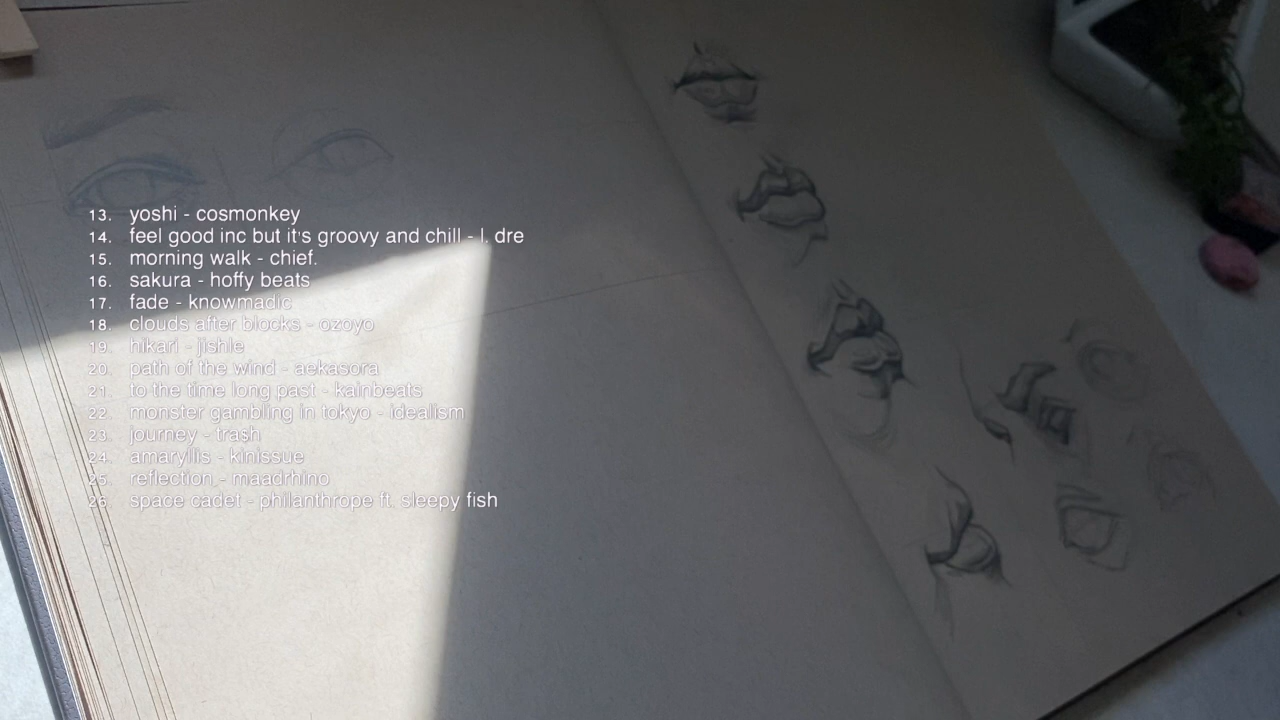 13. yoshi - cosmonkey
14. feel good inc but it's groovy and chill - l. dre
15. morning walk - chief.
16. sakura - hoffy beats
17. fade - knowmadic
18. clouds after blocks - ozoyo
19. hikari - jishle
20. path of the wind - aekasora
21. to the time long past - kainbeats
22. monster gambling in tokyo - idealism
23. journey - trash
24. amaryllis - kinissue
25. reflection - maadrhino
26. space cadet - philanthrope ft. sleepy fish